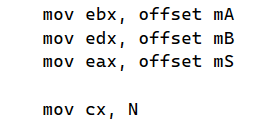 mov ebx, offset mA
mov edx, offset mB
mov eax, offset mS
mov cx, N